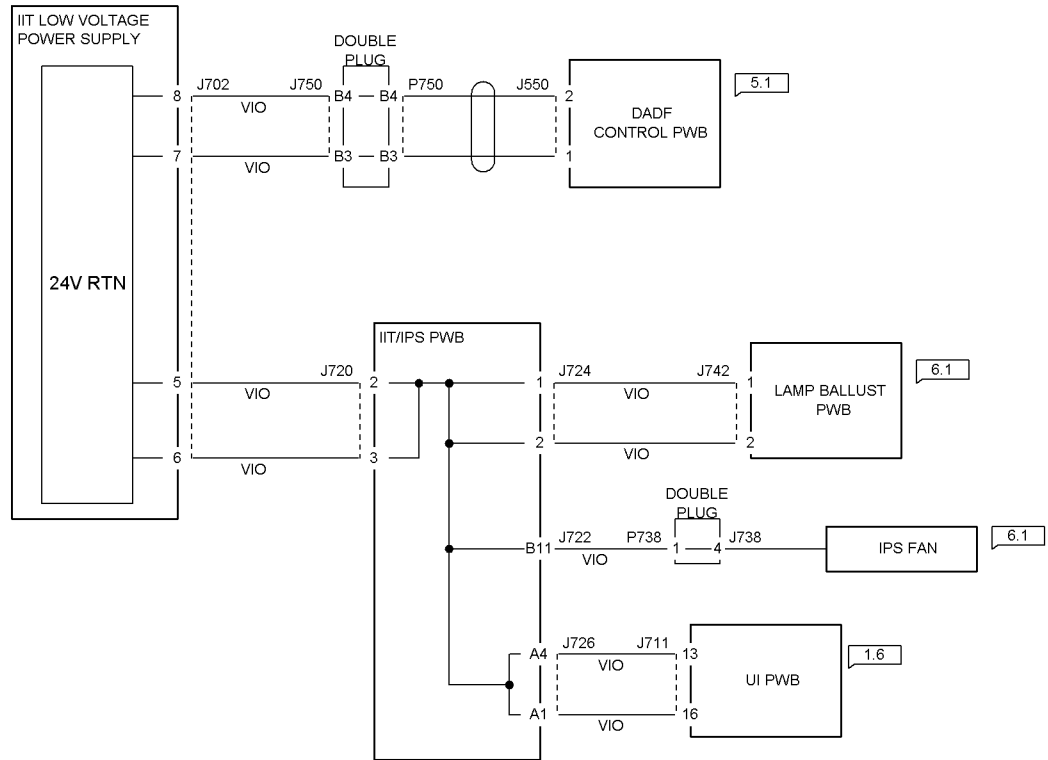 IIT LOW VOLTAGE
POWER SUPPLY
DOUBLE
PLUG
8 J702 J750 B4 B4 P750 J550 2
VIO
DADF
CONTROL PWB
5.1
7 B3 B3 1
VIO
24V RTN
IIT/IPS PWB
5 J720 2 1 J724 J742 1
VIO VIO
LAMP BALLUST
PWB
6.1
6 3 2 2
VIO VIO
DOUBLE
PLUG
B11 J722 P738 1 4 J738
VIO
IPS FAN
6.1
A4 J726 J711 13
VIO
UI PWB
1.6
A1 16
VIO